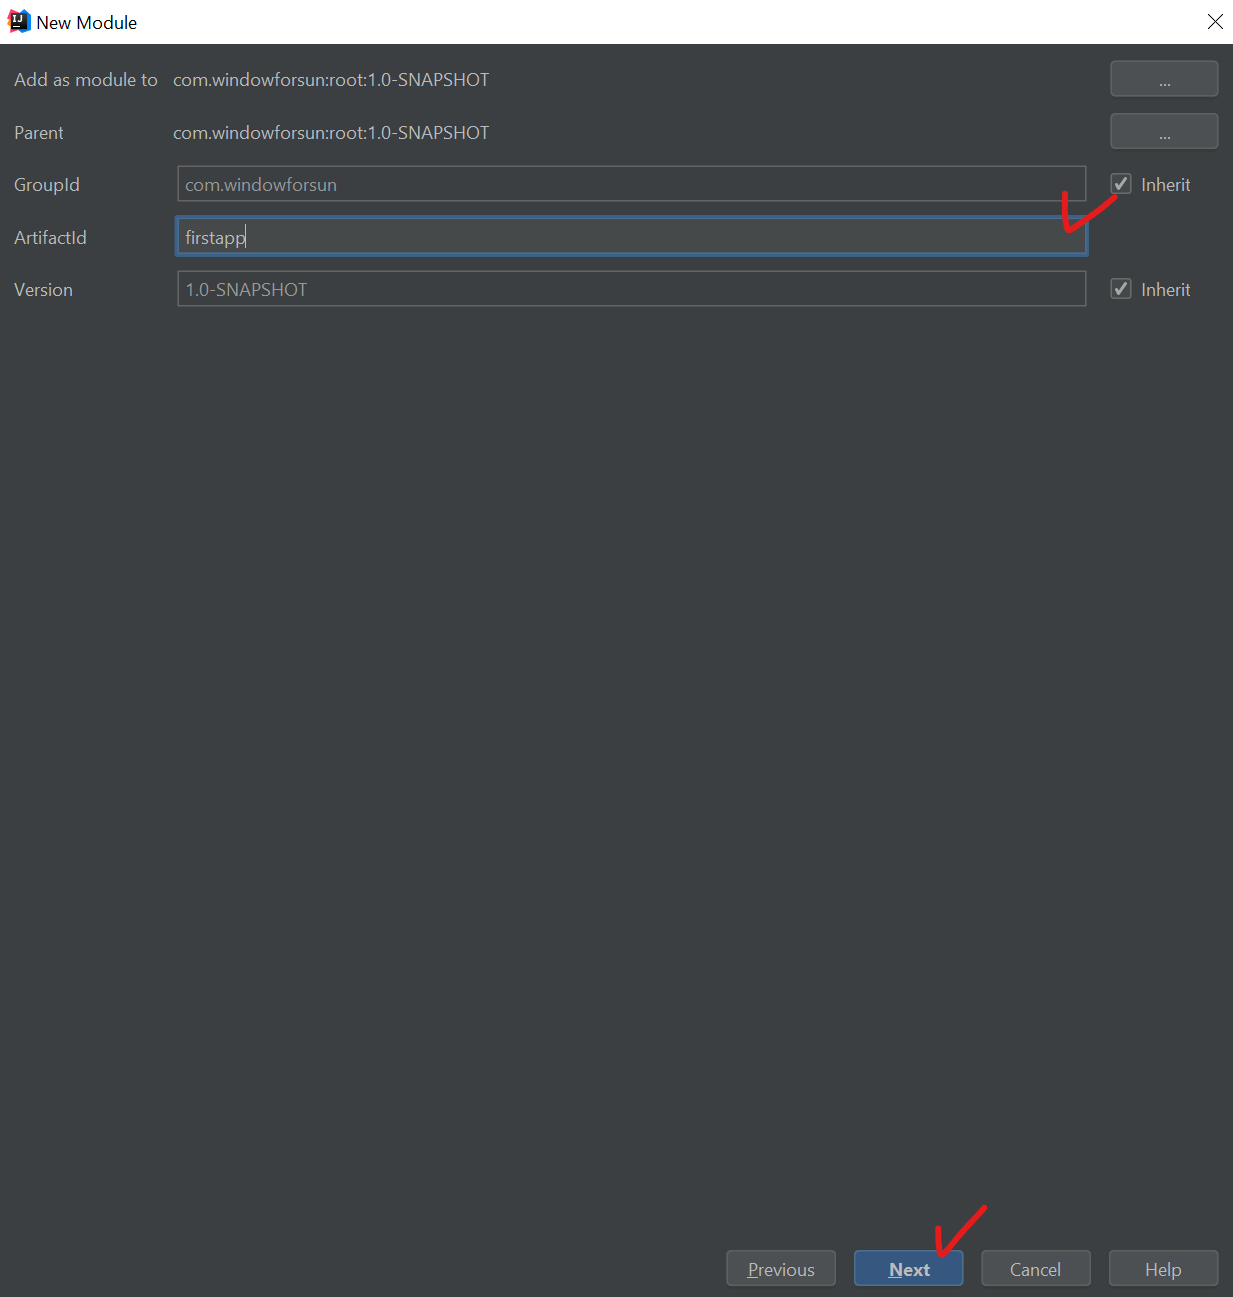 IJ New Module
Add as module to com.windowforsun:root:1.0-SNAPSHOT ...
Parent com.windowforsun:root:1.0-SNAPSHOT ...
GroupId com.windowforsun Inherit
ArtifactId firstapp
Version 1.0-SNAPSHOT Inherit
Previous Next Cancel Help